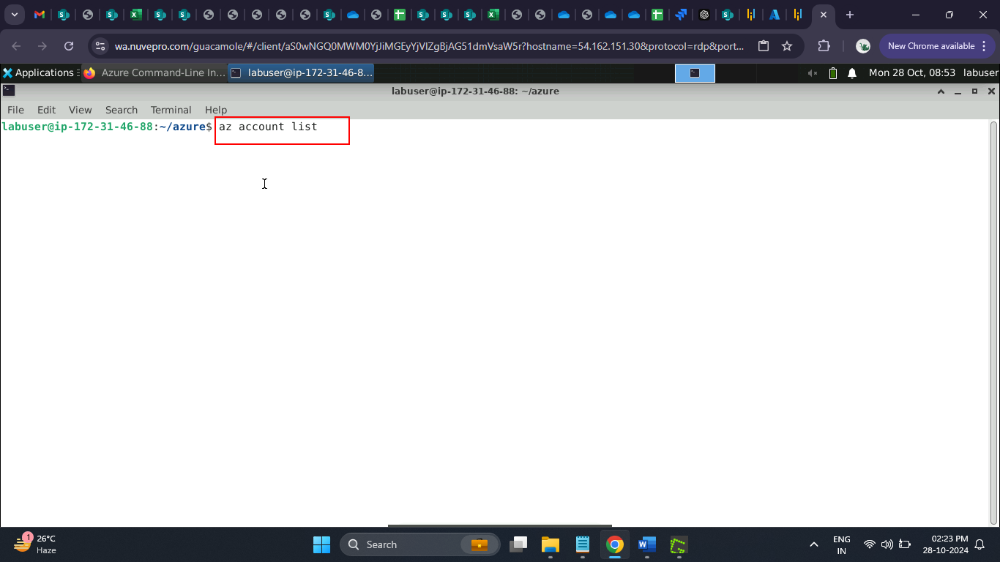 wa.nuvepro.com/guacamole/#/client/aS0wNGQ0MWM0YjJiMGEyYjVlZgBjAG51dmVsaW5r?hostname=54.162.151.30&protocol=rdp&port...
New Chrome available
Applications
Azure Command-Line In...
labuser@ip-172-31-46-8...
Mon 28 Oct, 08:53
labuser
labuser@ip-172-31-46-88: ~/azure
File Edit View Search Terminal Help
labuser@ip-172-31-46-88:~/azure$ az account list
1
26°C
Haze
Search
ENG
IN
02:23 PM
28-10-2024